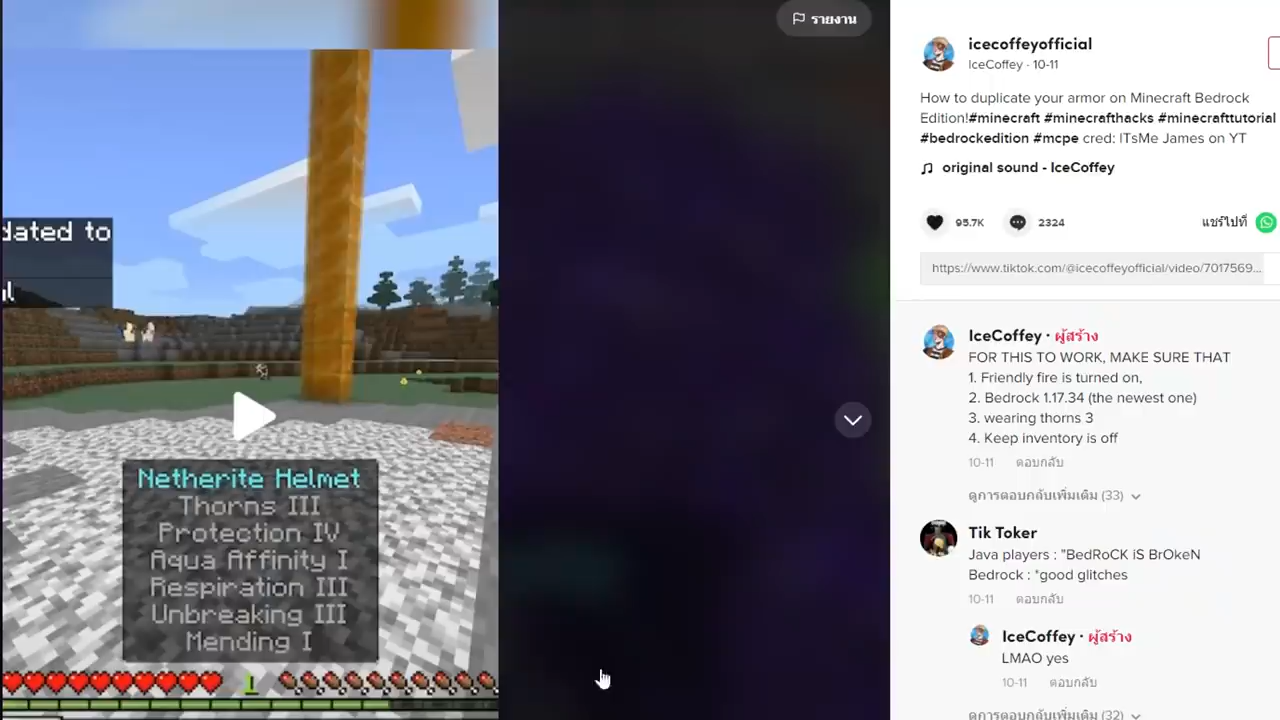 รายงาน
dated to
al
Netherite Helmet
Thorns III
Protection IV
Aqua Affinity I
Respiration III
Unbreaking III
Mending I
1
icecoffeyofficial
IceCoffey · 10-11
How to duplicate your armor on Minecraft Bedrock
Edition!#minecraft #minecrafthacks #minecrafttutorial
#bedrockedition #mcpe cred: ITsMe James on YT
original sound - IceCoffey
95.7K
2324
แชร์ไปที่
https://www.tiktok.com/@icecoffeyofficial/video/7017569...
IceCoffey · ผู้สร้าง
FOR THIS TO WORK, MAKE SURE THAT
1. Friendly fire is turned on,
2. Bedrock 1.17.34 (the newest one)
3. wearing thorns 3
4. Keep inventory is off
10-11 ตอบกลับ
ดูการตอบกลับเพิ่มเติม (33)
Tik Toker
Java players : "BedRoCK iS BrOkeN
Bedrock : *good glitches
10-11 ตอบกลับ
IceCoffey · ผู้สร้าง
LMAO yes
10-11 ตอบกลับ
ดูการตอบกลับเพิ่มเติม (32)